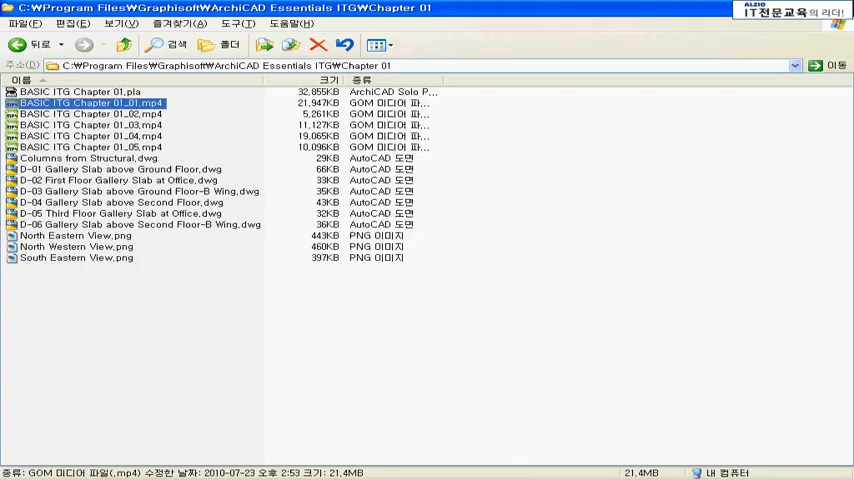 C:₩Program Files₩Graphisoft₩ArchiCAD Essentials ITG₩Chapter 01
ALZIO
IT전문교육의 리더!
파일(F) 편집(E) 보기(V) 즐겨찾기(A) 도구(T) 도움말(H)
뒤로 검색 폴더
주소(D) C:₩Program Files₩Graphisoft₩ArchiCAD Essentials ITG₩Chapter 01 이동
이름 크기 종류
BASIC ITG Chapter 01.pla 32,855KB ArchiCAD Solo P...
BASIC ITG Chapter 01_01.mp4 21,947KB GOM 미디어 파...
BASIC ITG Chapter 01_02.mp4 5,261KB GOM 미디어 파...
BASIC ITG Chapter 01_03.mp4 11,127KB GOM 미디어 파...
BASIC ITG Chapter 01_04.mp4 19,065KB GOM 미디어 파...
BASIC ITG Chapter 01_05.mp4 10,096KB GOM 미디어 파...
Columns from Structural.dwg 29KB AutoCAD 도면
D-01 Gallery Slab above Ground Floor.dwg 66KB AutoCAD 도면
D-02 First Floor Gallery Slab at Office.dwg 33KB AutoCAD 도면
D-03 Gallery Slab above Ground Floor-B Wing.dwg 35KB AutoCAD 도면
D-04 Gallery Slab above Second Floor.dwg 43KB AutoCAD 도면
D-05 Third Floor Gallery Slab at Office.dwg 32KB AutoCAD 도면
D-06 Gallery Slab above Second Floor-B Wing.dwg 36KB AutoCAD 도면
North Eastern View.png 443KB PNG 이미지
North Western View.png 460KB PNG 이미지
South Eastern View.png 397KB PNG 이미지
종류: GOM 미디어 파일(.mp4) 수정한 날짜: 2010-07-23 오후 2:53 크기: 21.4MB 21.4MB 내 컴퓨터